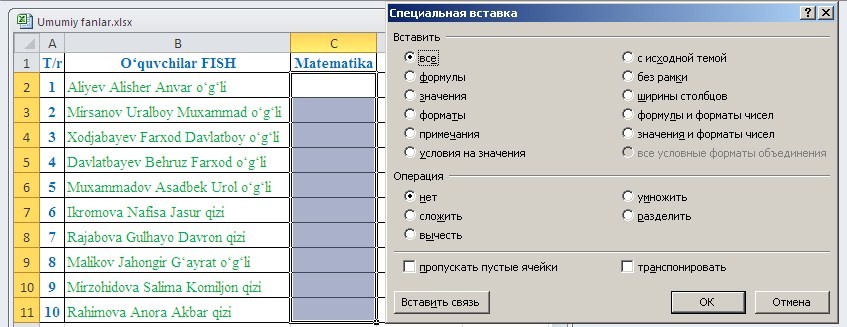 Umumiy fanlar.xlsx
A B C
1 T/r O‘quvchilar FISH Matematika
2 1 Aliyev Alisher Anvar o‘g‘li
3 2 Mirsanov Uralboy Muxammad o‘g‘li
4 3 Xodjabayev Farxod Davlatboy o‘g‘li
5 4 Davlatbayev Behruz Farxod o‘g‘li
6 5 Muxammadov Asadbek Urol o‘g‘li
7 6 Ikromova Nafisa Jasur qizi
8 7 Rajabova Gulhayo Davron qizi
9 8 Malikov Jahongir G‘ayrat o‘g‘li
10 9 Mirzohidova Salima Komiljon qizi
11 10 Rahimova Anora Akbar qizi
Специальная вставка
Вставить
все
формулы
значения
форматы
примечания
условия на значения
с исходной темой
без рамки
ширины столбцов
формулы и форматы чисел
значения и форматы чисел
все условные форматы объединения
Операция
нет
сложить
вычесть
умножить
разделить
пропускать пустые ячейки
транспонировать
Вставить связь
ОК
Отмена